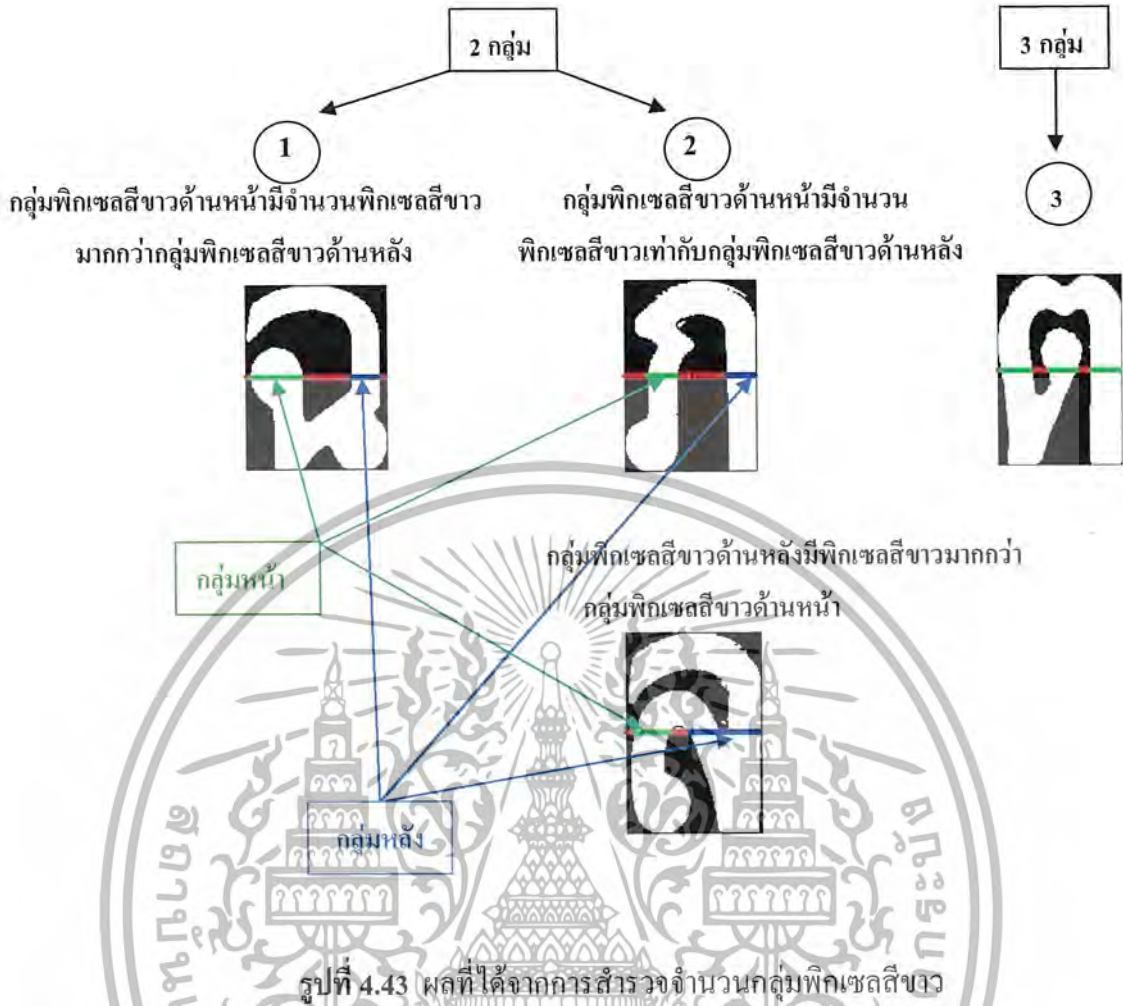 2 กลุ่ม
3 กลุ่ม
1
2
3
กลุ่มพิกเซลสีขาวด้านหน้ามีจำนวนพิกเซลสีขาว
มากกว่ากลุ่มพิกเซลสีขาวด้านหลัง
กลุ่มพิกเซลสีขาวด้านหน้ามีจำนวน
พิกเซลสีขาวเท่ากับกลุ่มพิกเซลสีขาวด้านหลัง
กลุ่มพิกเซลสีขาวด้านหลังมีพิกเซลสีขาวมากกว่า
กลุ่มพิกเซลสีขาวด้านหน้า
กลุ่มหน้า
กลุ่มหลัง
รูปที่ 4.43 ผลที่ได้จากการสำรวจจำนวนกลุ่มพิกเซลสีขาว